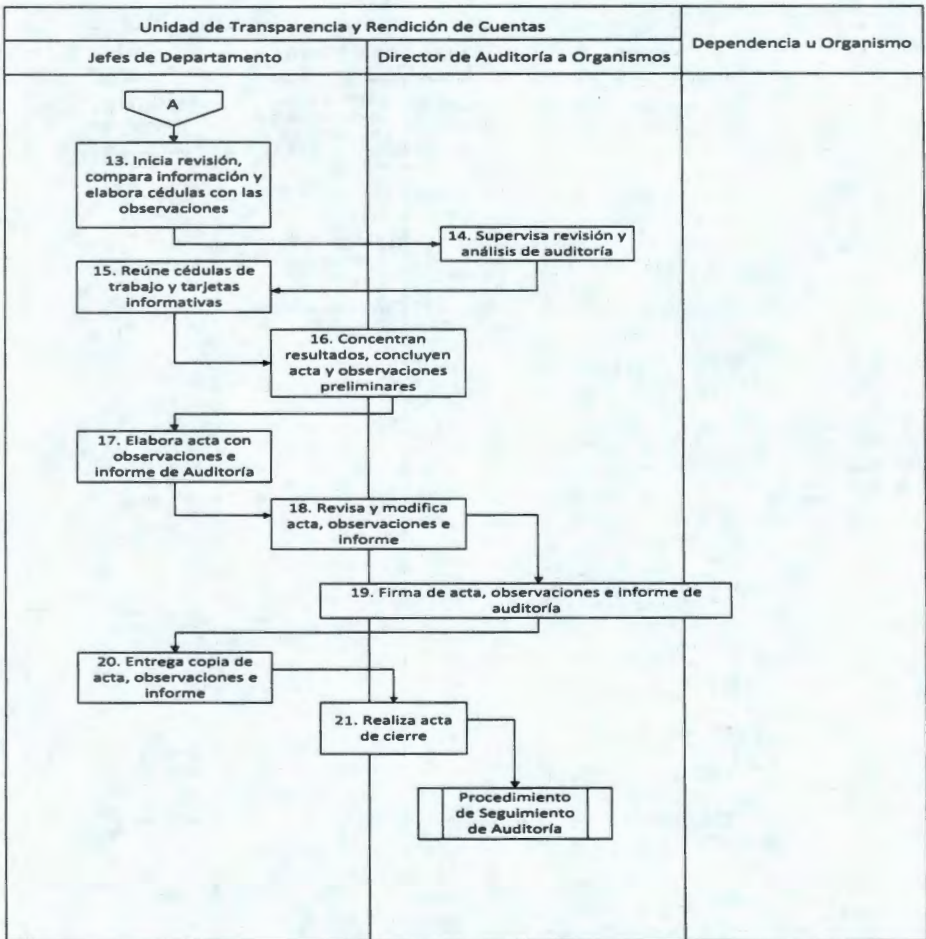 Unidad de Transparencia y Rendición de Cuentas
Dependencia u Organismo
Jefes de Departamento
Director de Auditoría a Organismos
A
13. Inicia revisión,
compara información y
elabora cédulas con las
observaciones
14. Supervisa revisión y
análisis de auditoría
15. Reúne cédulas de
trabajo y tarjetas
informativas
16. Concentran
resultados, concluyen
acta y observaciones
preliminares
17. Elabora acta con
observaciones e
informe de Auditoría
18. Revisa y modifica
acta, observaciones e
informe
19. Firma de acta, observaciones e informe de
auditoría
20. Entrega copia de
acta, observaciones e
informe
21. Realiza acta
de cierre
Procedimiento
de Seguimiento
de Auditoría